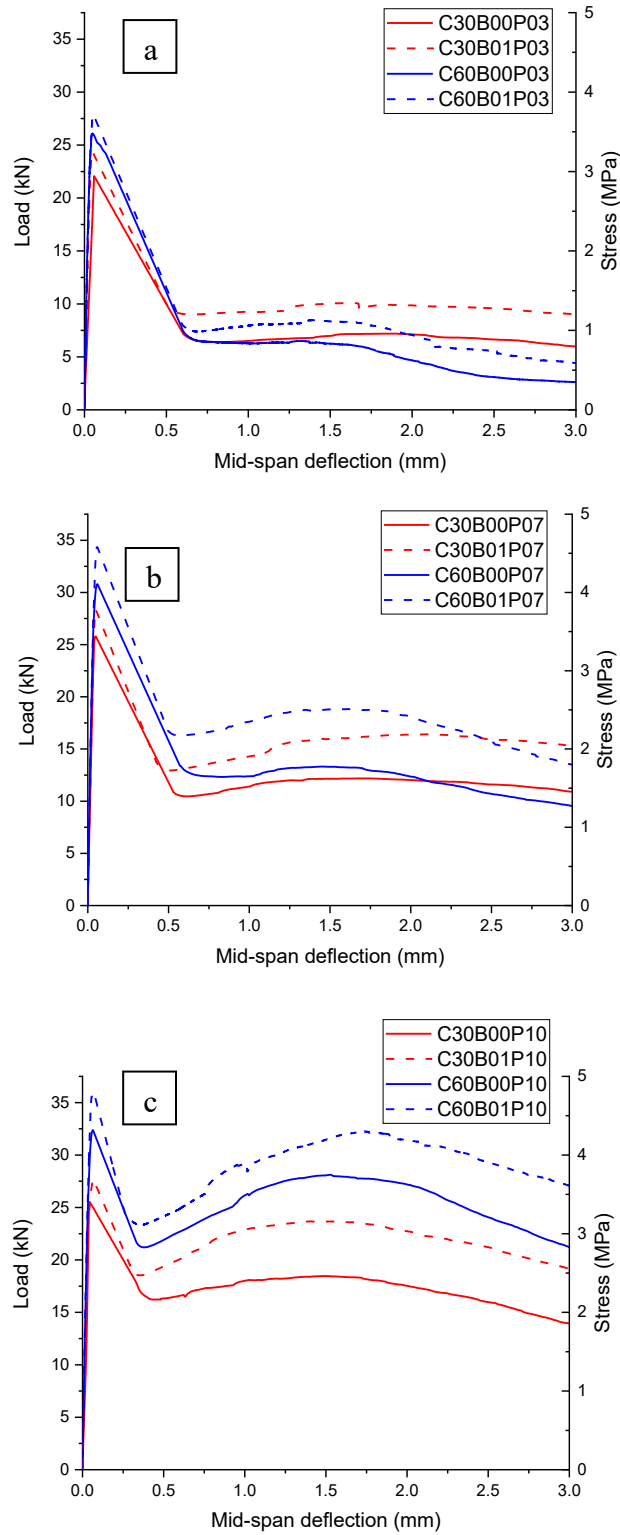 a
C30B00P03
C30B01P03
C60B00P03
C60B01P03
Load (kN)
35
30
25
20
15
10
5
0
Stress (MPa)
5
4
3
2
1
0
0.0 0.5 1.0 1.5 2.0 2.5 3.0
Mid-span deflection (mm)
b
C30B00P07
C30B01P07
C60B00P07
C60B01P07
Load (kN)
35
30
25
20
15
10
5
0
Stress (MPa)
5
4
3
2
1
0
0.0 0.5 1.0 1.5 2.0 2.5 3.0
Mid-span deflection (mm)
c
C30B00P10
C30B01P10
C60B00P10
C60B01P10
Load (kN)
35
30
25
20
15
10
5
0
Stress (MPa)
5
4
3
2
1
0
0.0 0.5 1.0 1.5 2.0 2.5 3.0
Mid-span deflection (mm)